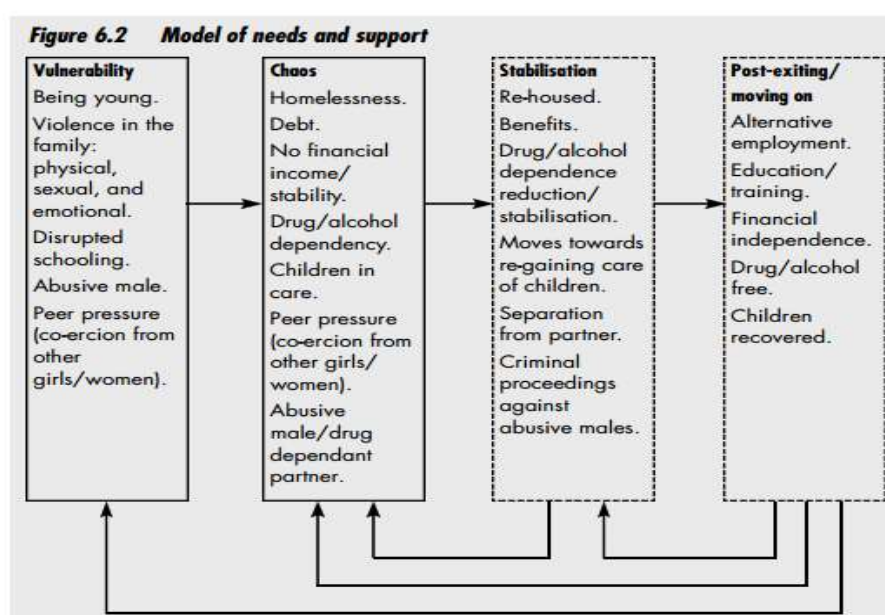 Figure 6.2 Model of needs and support
Vulnerability
Being young.
Violence in the
family:
physical,
sexual, and
emotional.
Disrupted
schooling.
Abusive male.
Peer pressure
(co-ercion from
other
girls/women).
Chaos
Homelessness.
Debt.
No financial
income/
stability.
Drug/alcohol
dependency.
Children in
care.
Peer pressure
(co-ercion from
other girls/
women).
Abusive
male/drug
dependant
partner.
Stabilisation
Re-housed.
Benefits.
Drug/alcohol
dependence
reduction/
stabilisation.
Moves towards
re-gaining care
of children.
Separation
from partner.
Criminal
proceedings
against
abusive males.
Post-exiting/
moving on
Alternative
employment.
Education/
training.
Financial
independence.
Drug/alcohol
free.
Children
recovered.